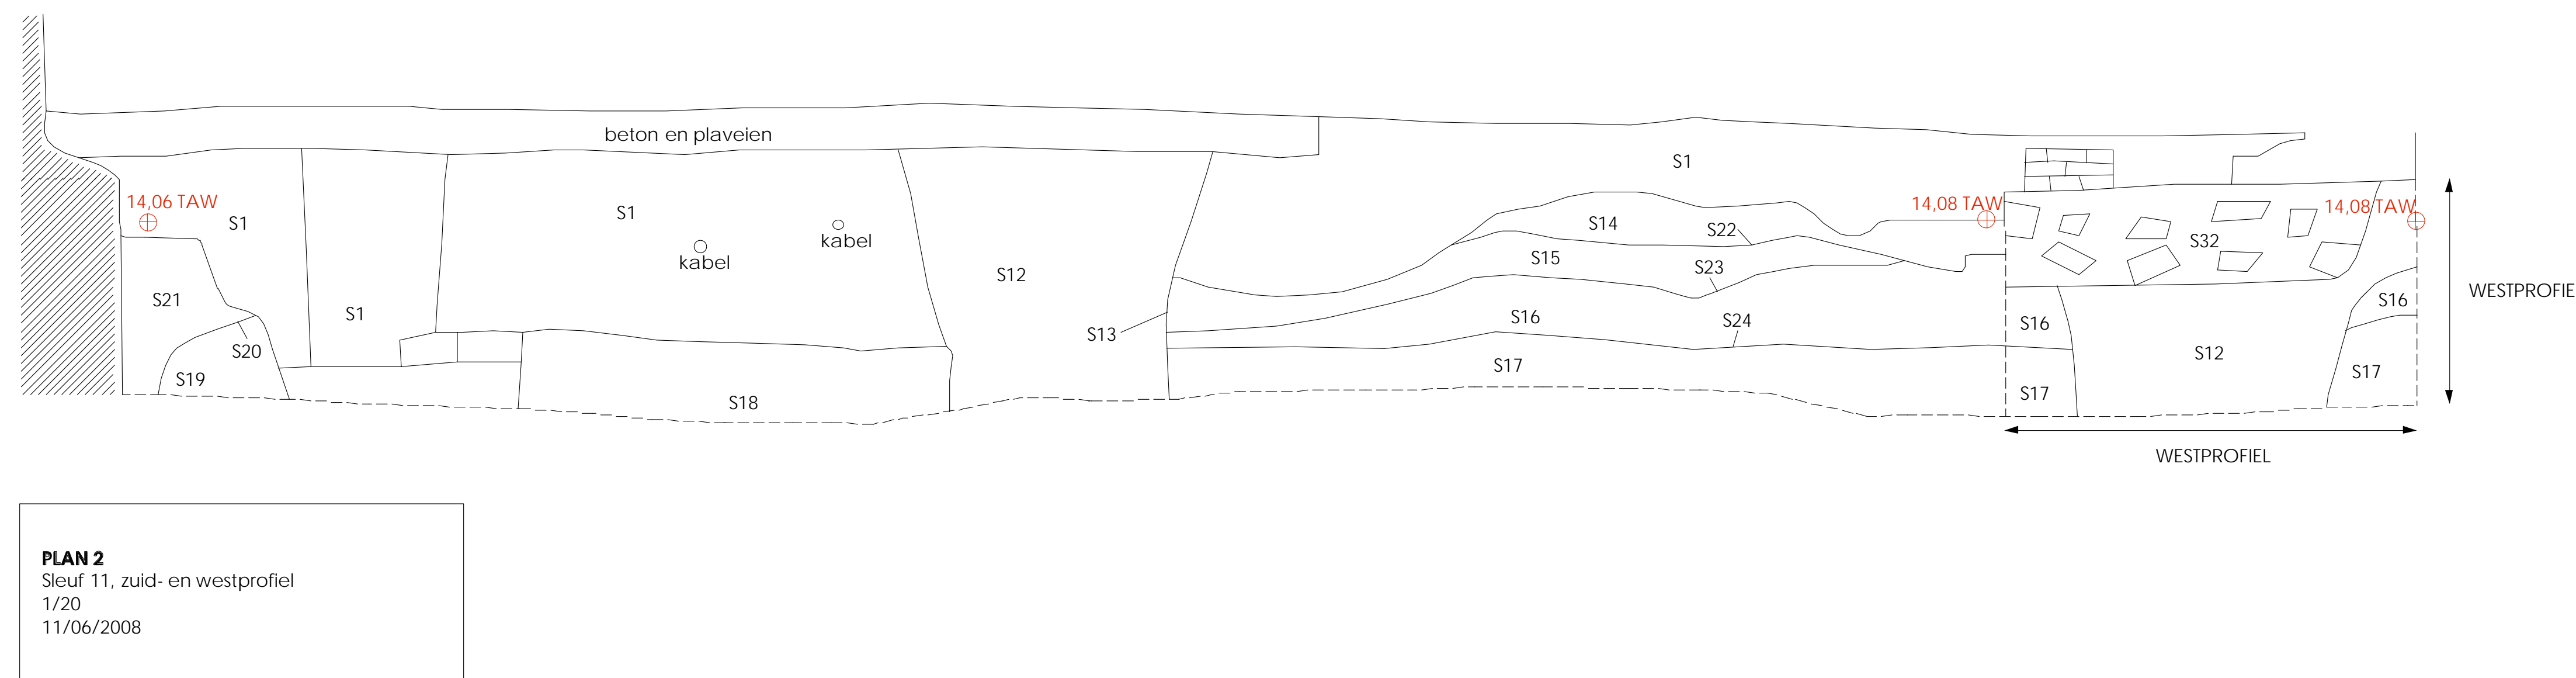 beton en plaveien
S1
14,06 TAW
S1
S1
kabel
kabel
S14
S22
14,08 TAW
14,08 TAW
S32
S15
S23
S12
S21
S1
S13
S16
S24
S16
S16
WESTPROFIE
S20
S19
S18
S17
S17
S12
S17
WESTPROFIEL
PLAN 2
Sleuf 11, zuid- en westprofiel
1/20
11/06/2008